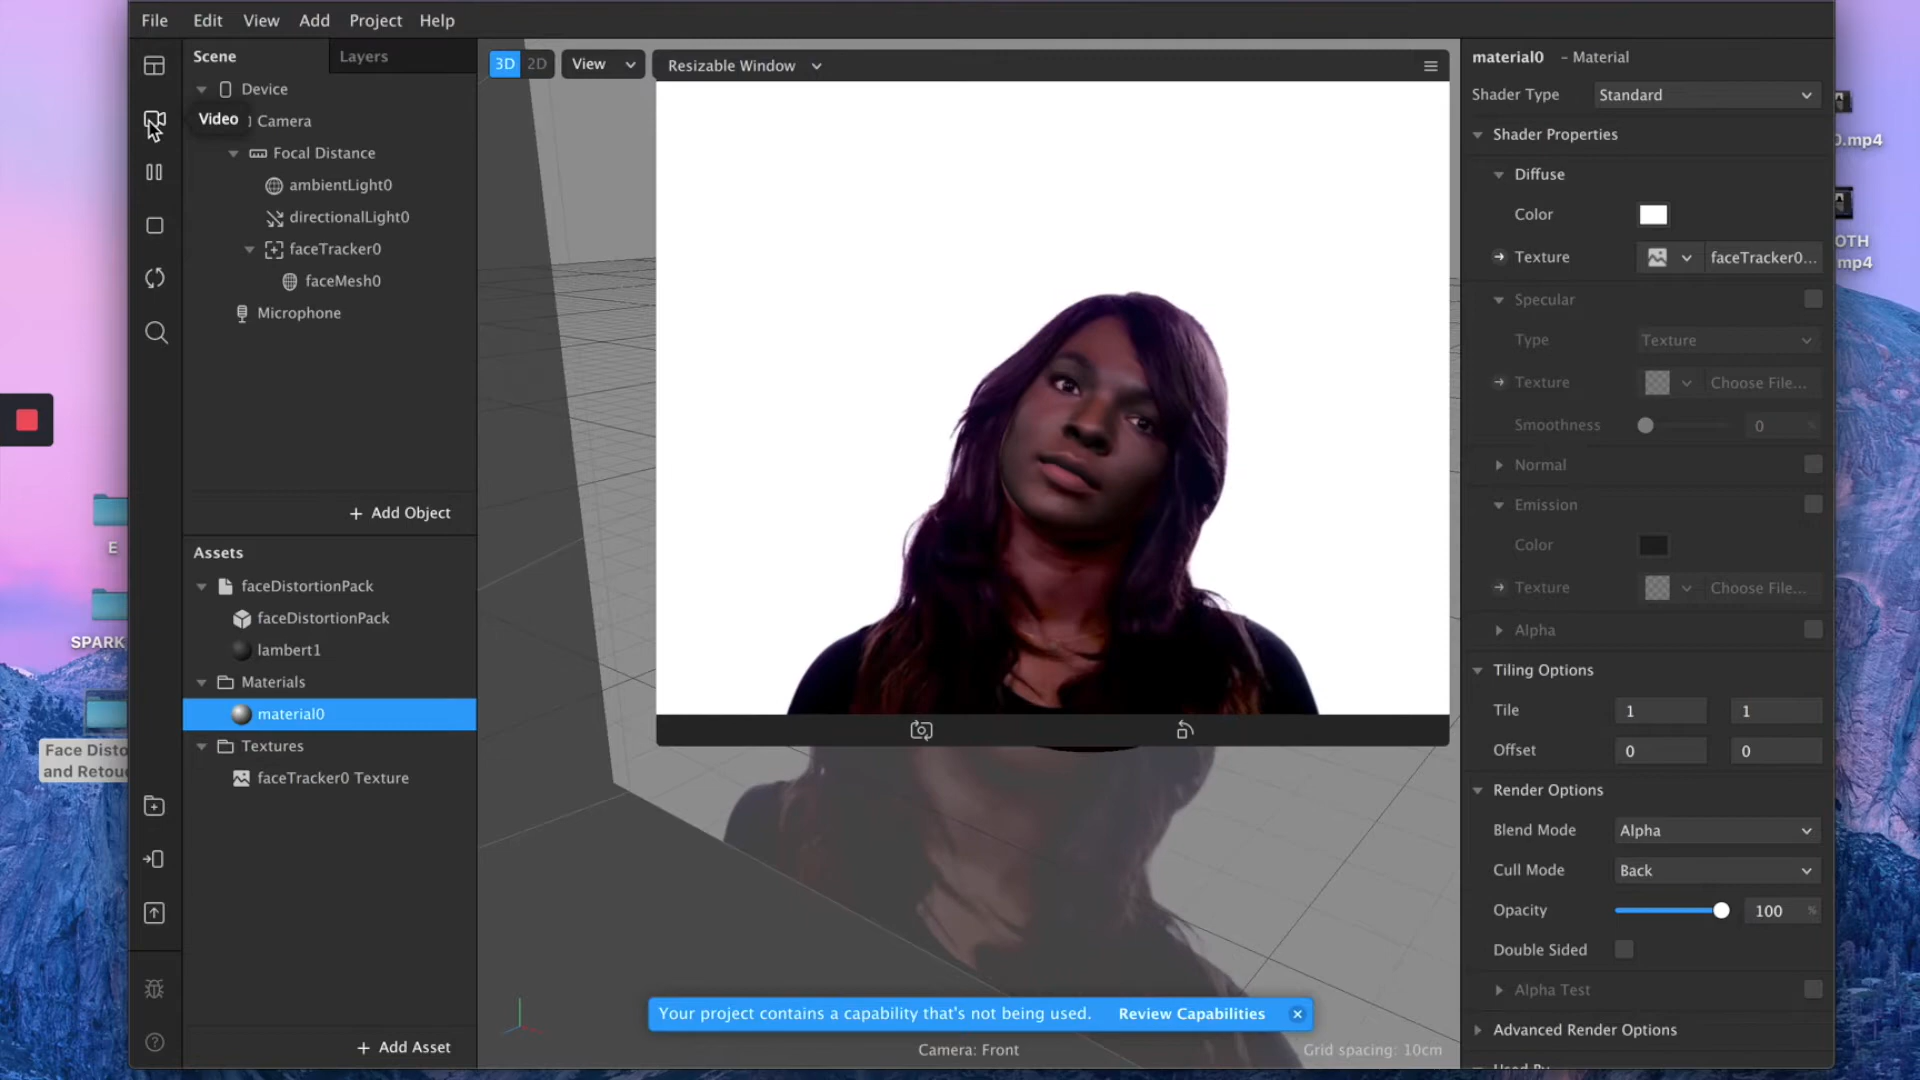 File Edit View Add Project Help
Scene Layers
Device
Video
Camera
Focal Distance
ambientLight0
directionalLight0
faceTracker0
faceMesh0
Microphone
+ Add Object
Assets
faceDistortionPack
faceDistortionPack
lambert1
Materials
material0
Textures
faceTracker0 Texture
+ Add Asset
3D 2D View
Resizable Window
Your project contains a capability that's not being used. Review Capabilities
Camera: Front
Grid spacing: 10cm
material0 - Material
Shader Type Standard
Shader Properties
Diffuse
Color
Texture faceTracker0...
Specular
Type Texture
Texture Choose File...
Smoothness 0 %
Normal
Emission
Color
Texture Choose File...
Alpha
Tiling Options
Tile 1 1
Offset 0 0
Render Options
Blend Mode Alpha
Cull Mode Back
Opacity 100 %
Double Sided
Alpha Test
Advanced Render Options
Used By
E
SPARK
Face Disto
and Retou
0.mp4
OTH
mp4